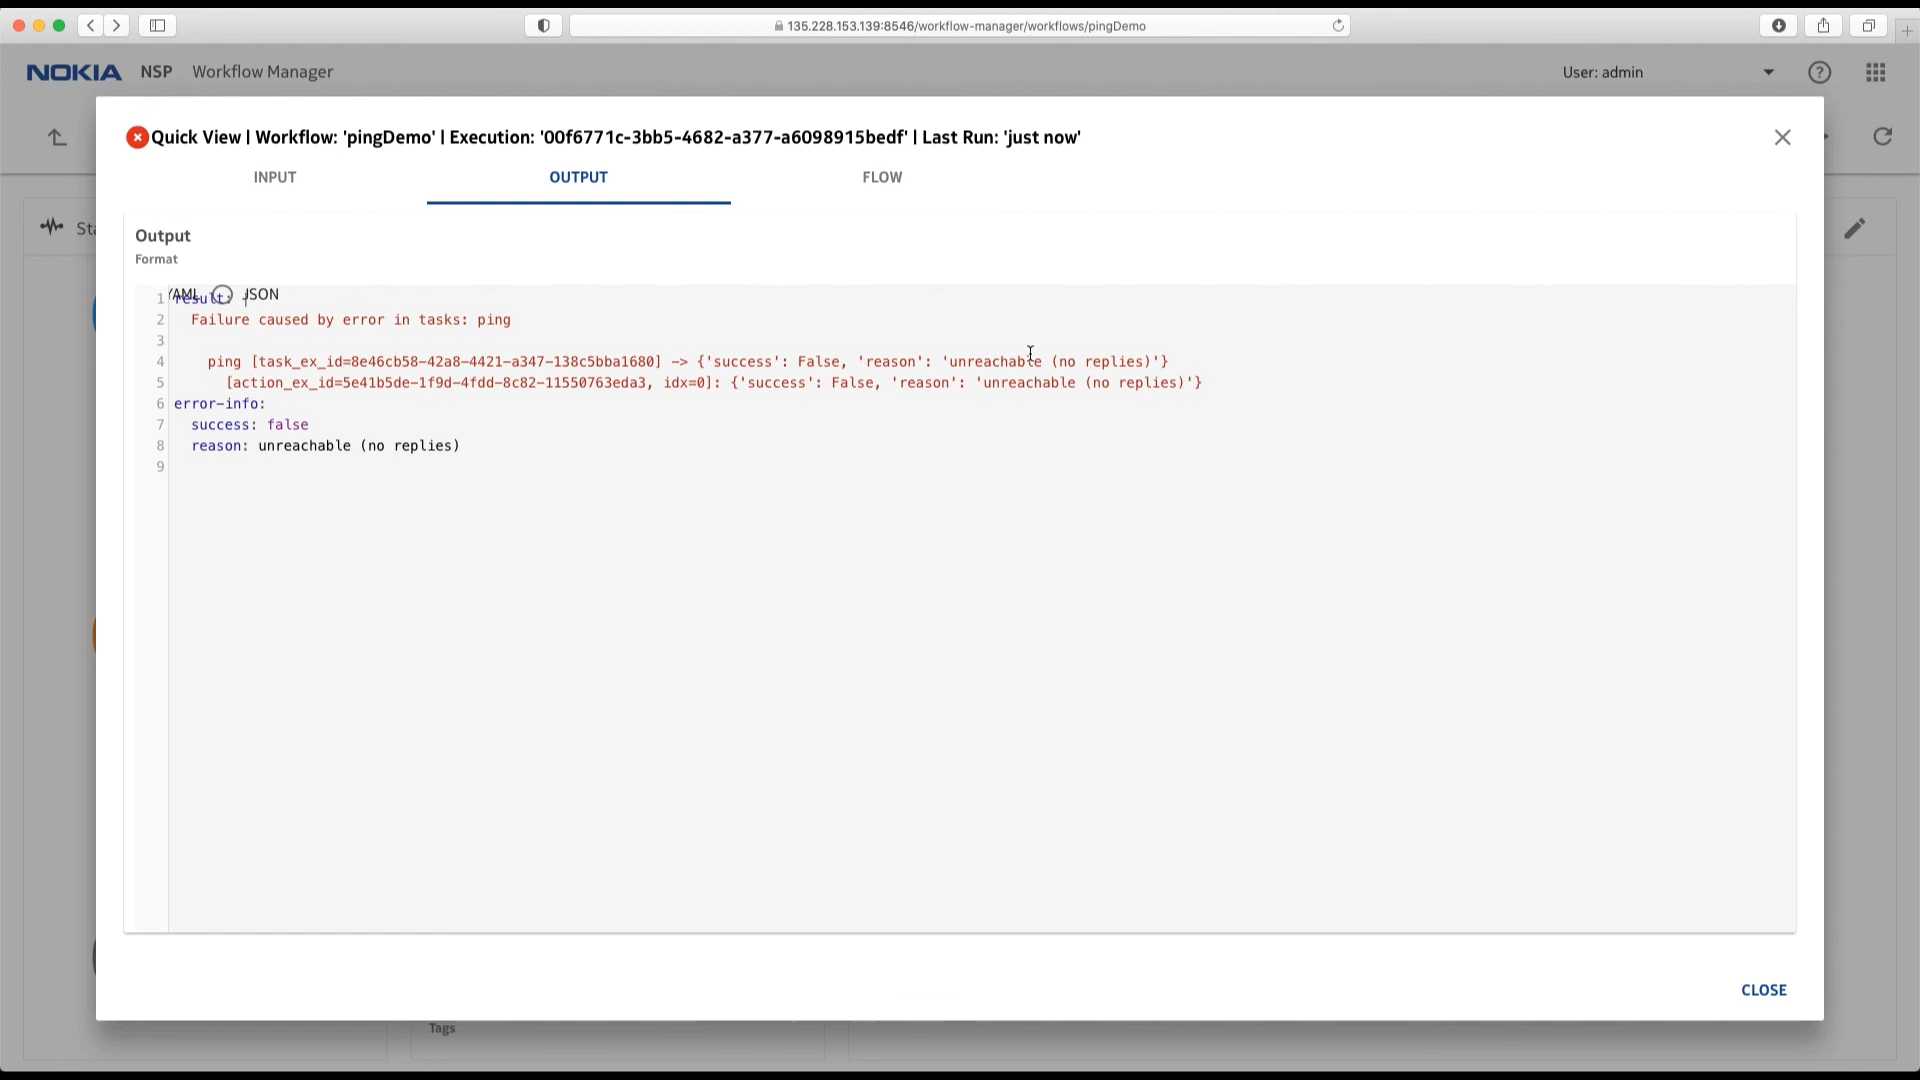 135.228.153.139:8546/workflow-manager/workflows/pingDemo
NOKIA NSP Workflow Manager User: admin
Quick View | Workflow: 'pingDemo' | Execution: '00f6771c-3bb5-4682-a377-a6098915bedf' | Last Run: 'just now'
INPUT OUTPUT FLOW
Sta
Output
Format
YAML JSON
1 result: |
2 Failure caused by error in tasks: ping
3
4 ping [task_ex_id=8e46cb58-42a8-4421-a347-138c5bba1680] -> {'success': False, 'reason': 'unreachable (no replies)'}
5 [action_ex_id=5e41b5de-1f9d-4fdd-8c82-11550763eda3, idx=0]: {'success': False, 'reason': 'unreachable (no replies)'}
6 error-info:
7 success: false
8 reason: unreachable (no replies)
9
CLOSE
Tags